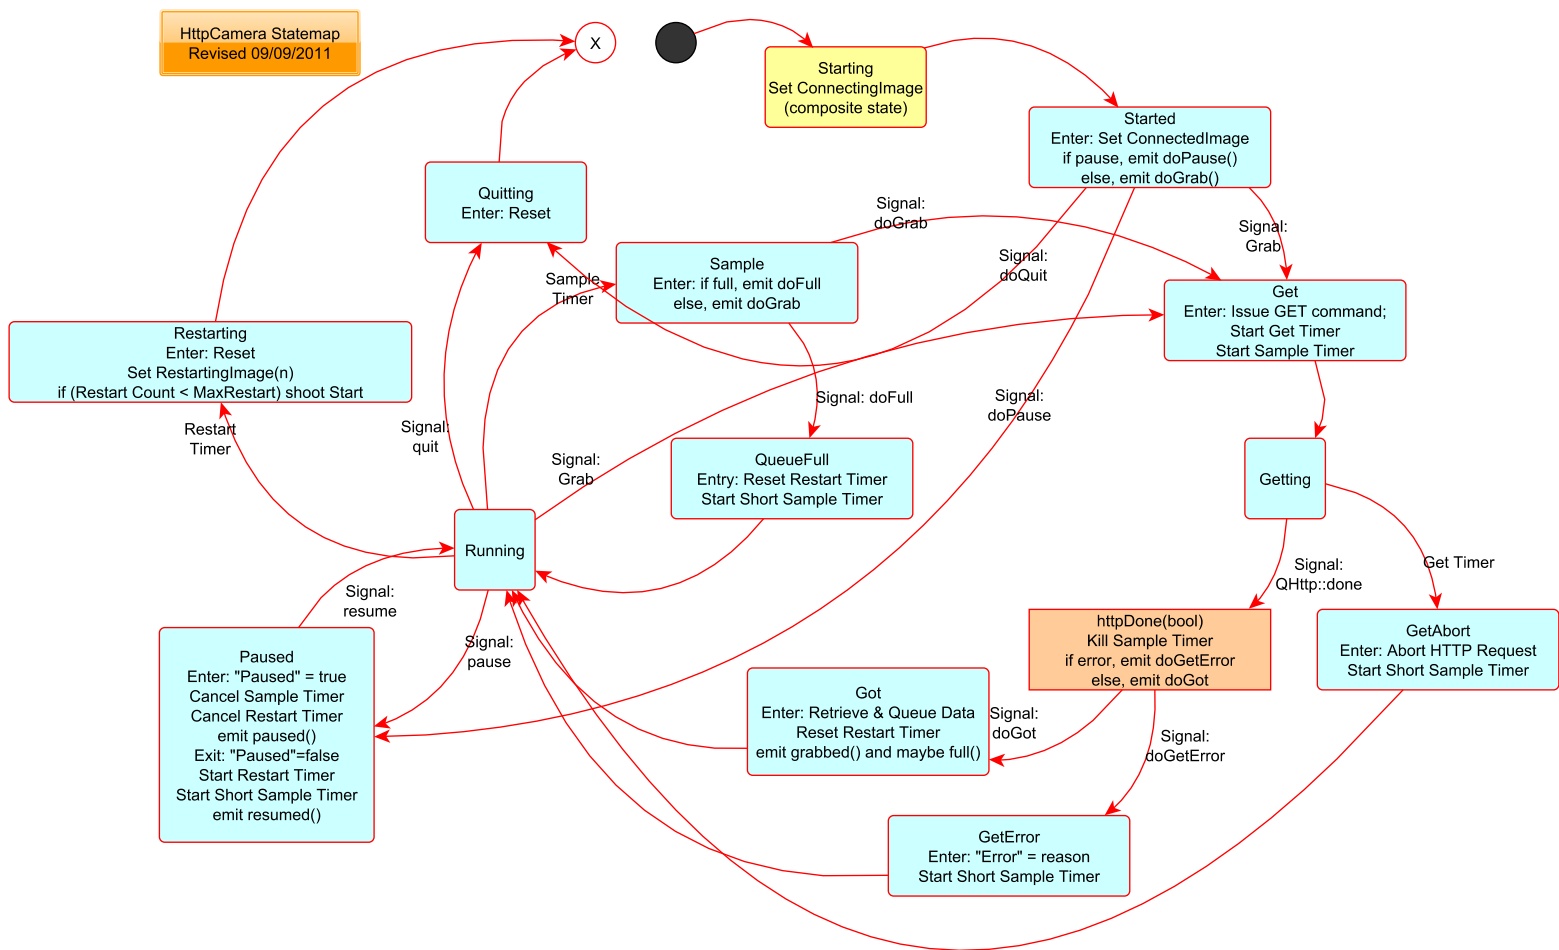 HttpCamera Statemap
Revised 09/09/2011
X
Starting
Set ConnectingImage
(composite state)
Started
Enter: Set ConnectedImage
if pause, emit doPause()
else, emit doGrab()
Quitting
Enter: Reset
Signal:
doGrab
Signal:
doQuit
Signal:
Grab
Sample
Timer
Sample
Enter: if full, emit doFull
else, emit doGrab
Get
Enter: Issue GET command;
Start Get Timer
Start Sample Timer
Restarting
Enter: Reset
Set RestartingImage(n)
if (Restart Count < MaxRestart) shoot Start
Restart
Timer
Signal:
quit
Signal: doFull
Signal:
doPause
Signal:
Grab
QueueFull
Entry: Reset Restart Timer
Start Short Sample Timer
Getting
Running
Signal:
resume
Signal:
pause
Signal:
QHttp::done
Get Timer
Paused
Enter: "Paused" = true
Cancel Sample Timer
Cancel Restart Timer
emit paused()
Exit: "Paused"=false
Start Restart Timer
Start Short Sample Timer
emit resumed()
httpDone(bool)
Kill Sample Timer
if error, emit doGetError
else, emit doGot
GetAbort
Enter: Abort HTTP Request
Start Short Sample Timer
Got
Enter: Retrieve & Queue Data
Reset Restart Timer
emit grabbed() and maybe full()
Signal:
doGot
Signal:
doGetError
GetError
Enter: "Error" = reason
Start Short Sample Timer